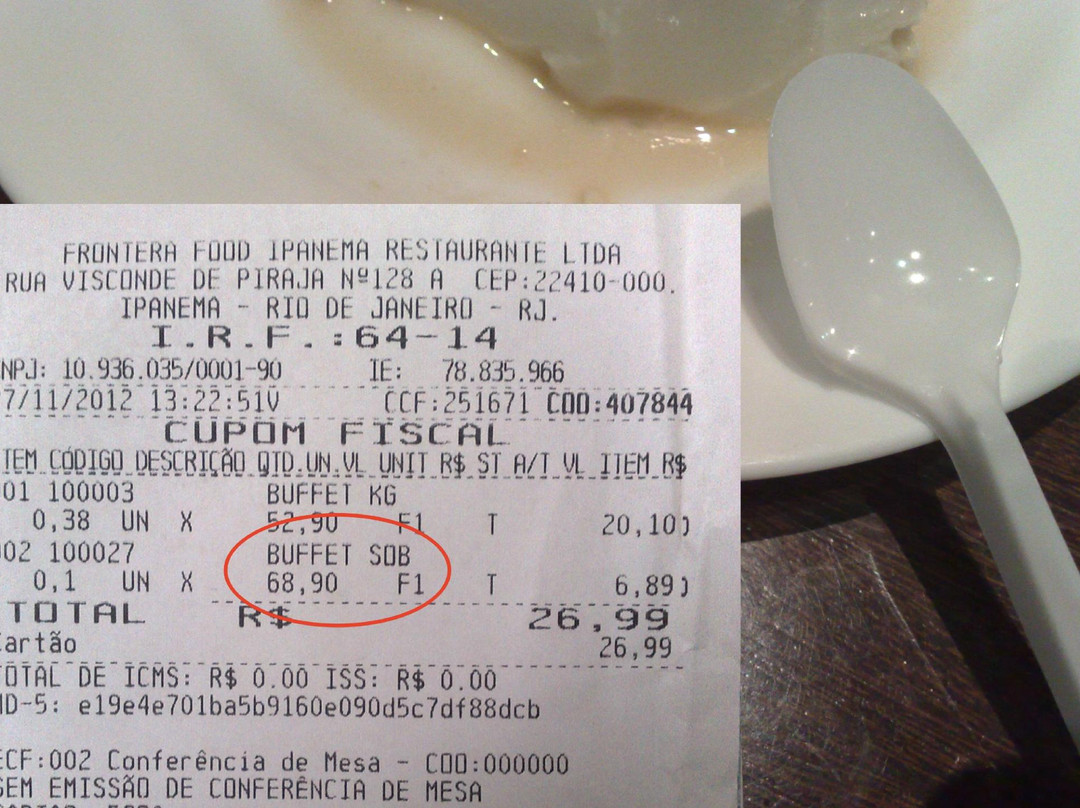 FRONTERA FOOD IPANEMA RESTAURANTE LTDA
RUA VISCONDE DE PIRAJA Nº128 A CEP:22410-000.
IPANEMA - RIO DE JANEIRO - RJ.
I.R.F.:64-14
NPJ: 10.936.035/0001-90 IE: 78.835.966
7/11/2012 13:22:51V CCF:251671 COO:407844
CUPOM FISCAL
TEM CÓDIGO DESCRIÇÃO QTD.UN.VL UNIT R$ ST A/T VL ITEM R$
01 100003 BUFFET KG
0,38 UN X 52,90 F1 T 20,10)
002 100027 BUFFET SOB
0,1 UN X 68,90 F1 T 6,89)
TOTAL R$ 26,99
Cartão 26,99
TOTAL DE ICMS: R$ 0.00 ISS: R$ 0.00
MD-5: e19e4e701ba5b9160e090d5c7df88dcb
ECF:002 Conferência de Mesa - COO:000000
SEM EMISSÃO DE CONFERÊNCIA DE MESA